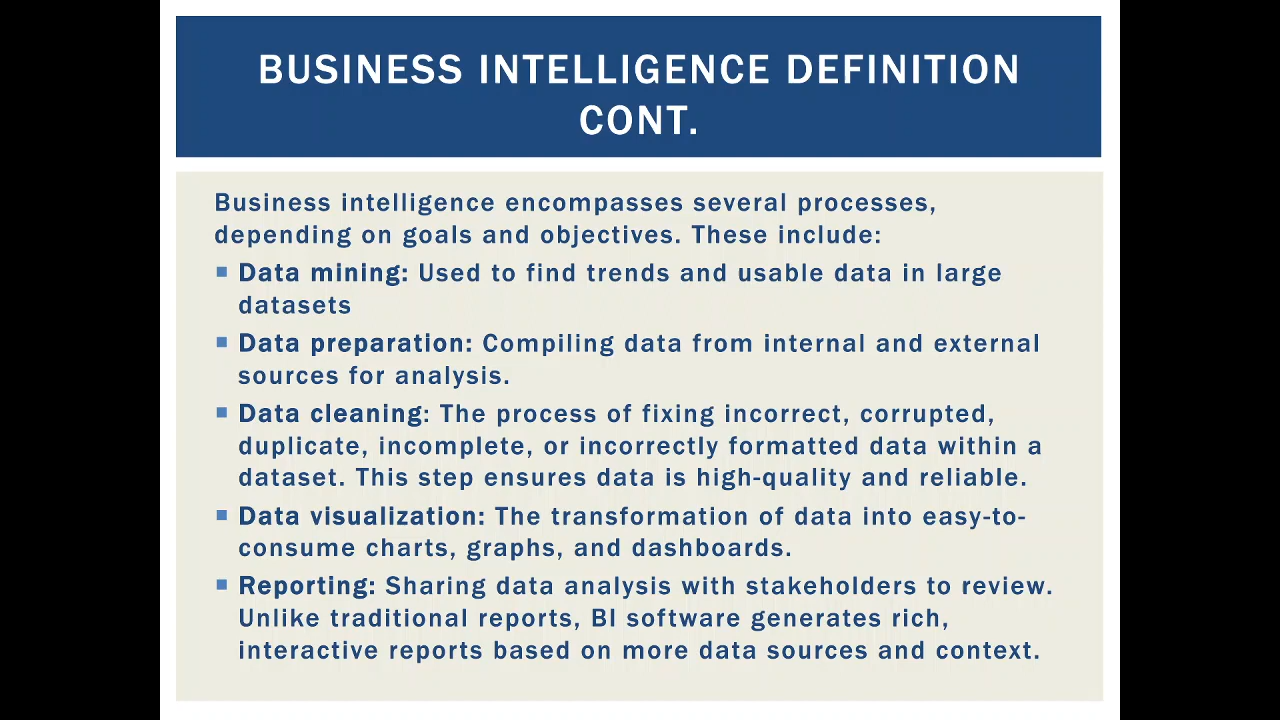 BUSINESS INTELLIGENCE DEFINITION
CONT.
Business intelligence encompasses several processes,
depending on goals and objectives. These include:
Data mining: Used to find trends and usable data in large
datasets
Data preparation: Compiling data from internal and external
sources for analysis.
Data cleaning: The process of fixing incorrect, corrupted,
duplicate, incomplete, or incorrectly formatted data within a
dataset. This step ensures data is high-quality and reliable.
Data visualization: The transformation of data into easy-to-
consume charts, graphs, and dashboards.
Reporting: Sharing data analysis with stakeholders to review.
Unlike traditional reports, BI software generates rich,
interactive reports based on more data sources and context.